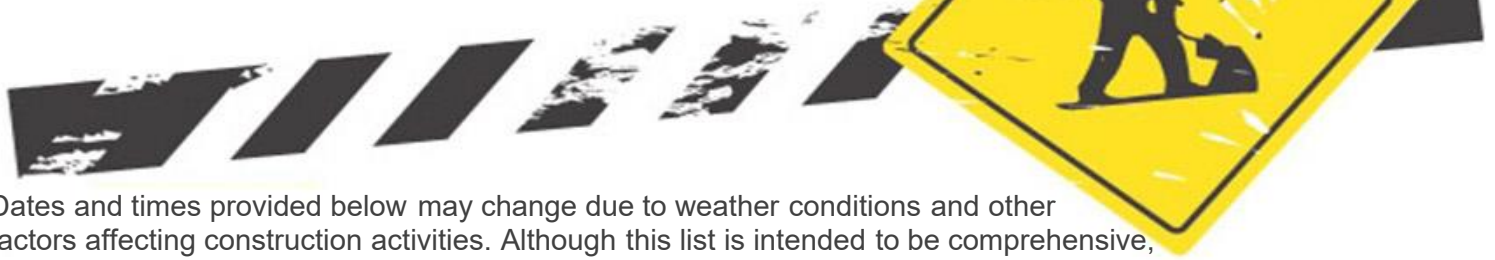 Dates and times provided below may change due to weather conditions and other
actors affecting construction activities. Although this list is intended to be comprehensive,